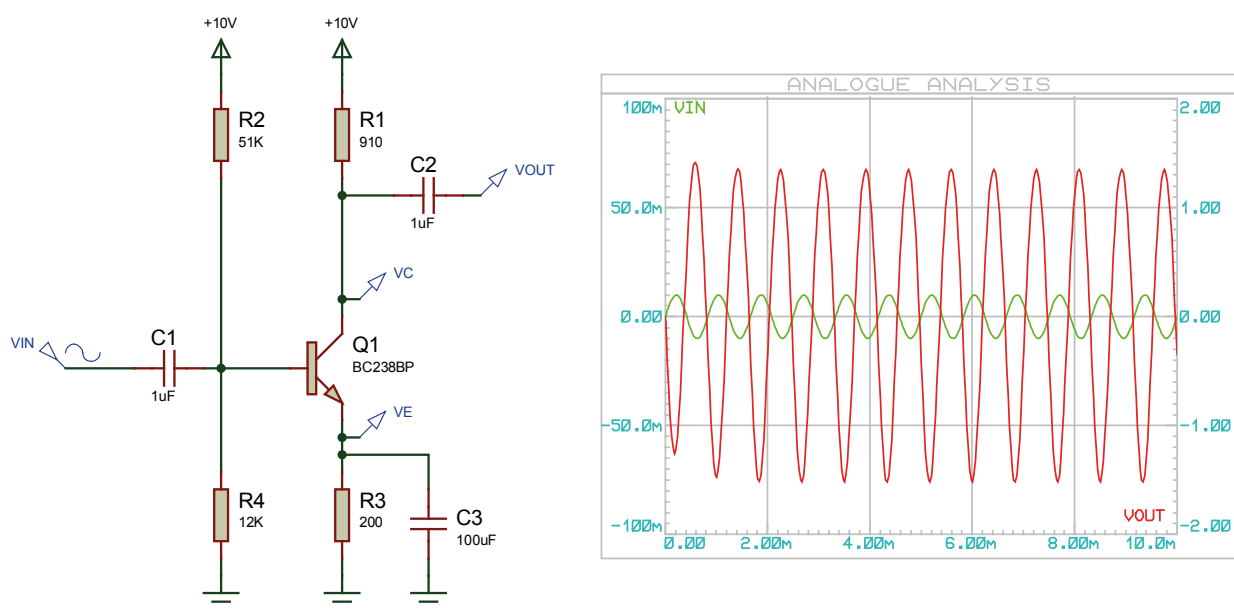 +10V
+10V
R2
51K
R1
910
C2
1uF
VOUT
VC
VIN
C1
1uF
Q1
BC238BP
VE
R4
12K
R3
200
C3
100uF
ANALOGUE ANALYSIS
100m
VIN
2.00
50.0m
1.00
0.00
0.00
-50.0m
-1.00
VOUT
-100m
-2.00
0.00
2.00m
4.00m
6.00m
8.00m
10.0m